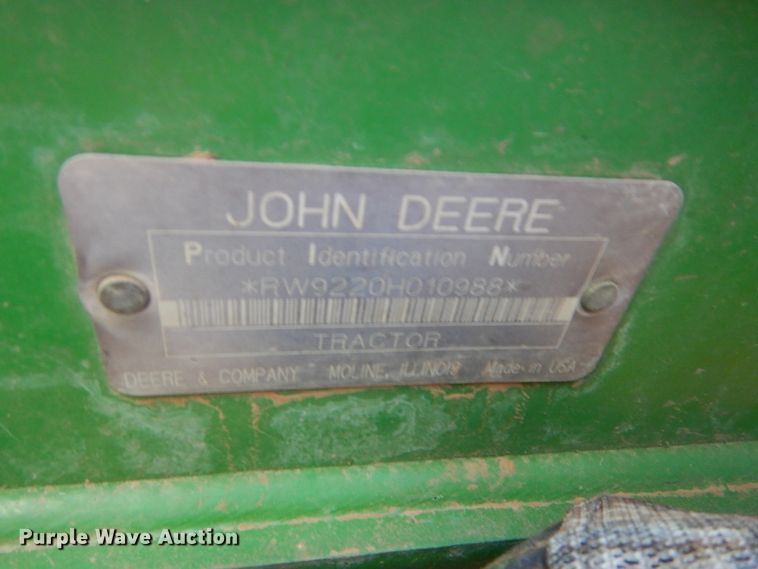 JOHN DEERE
Product Identification Number
*RW9220H010988*
TRACTOR
DEERE & COMPANY MOLINE, ILLINOIS Made in USA
Purple Wave Auction